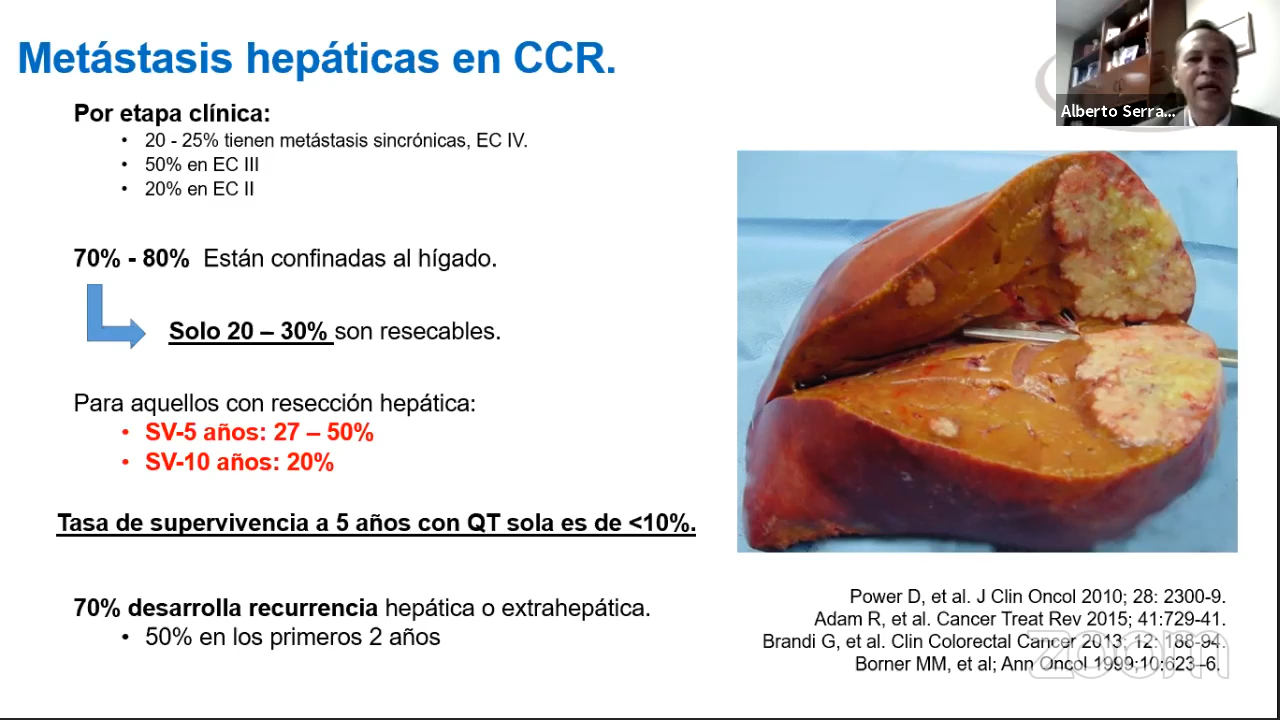 Metástasis hepáticas en CCR.
Alberto Serra...
Por etapa clínica:
• 20 - 25% tienen metástasis sincrónicas, EC IV.
• 50% en EC III
• 20% en EC II
70% - 80% Están confinadas al hígado.
Solo 20 – 30% son resecables.
Para aquellos con resección hepática:
• SV-5 años: 27 – 50%
• SV-10 años: 20%
Tasa de supervivencia a 5 años con QT sola es de <10%.
70% desarrolla recurrencia hepática o extrahepática.
• 50% en los primeros 2 años
Power D, et al. J Clin Oncol 2010; 28: 2300-9.
Adam R, et al. Cancer Treat Rev 2015; 41:729-41.
Brandi G, et al. Clin Colorectal Cancer 2013; 12: 188-94.
Borner MM, et al; Ann Oncol 1999;10:623–6.
zoom